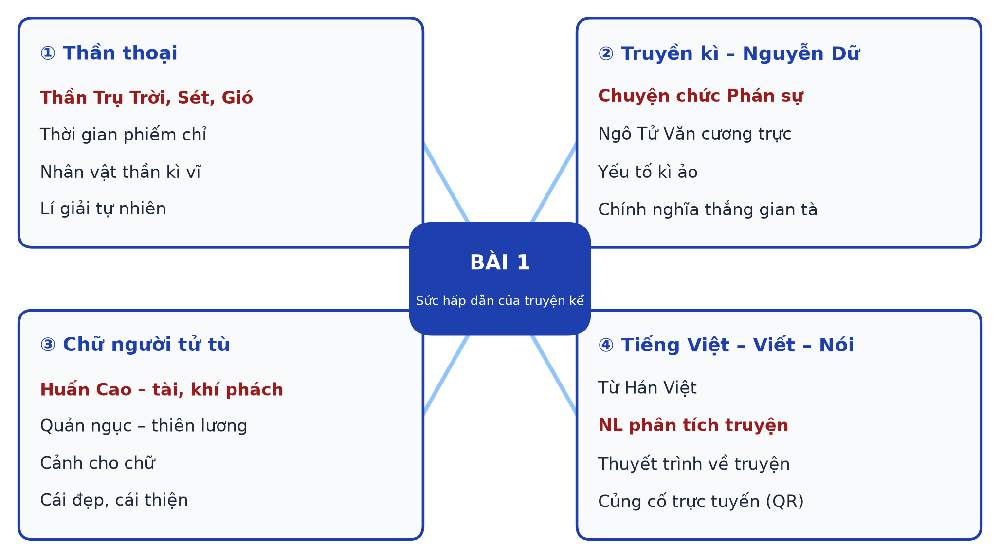 ① Thần thoại
Thần Trụ Trời, Sét, Gió
Thời gian phiếm chỉ
Nhân vật thần kì vĩ
Lí giải tự nhiên
② Truyền kì – Nguyễn Dữ
Chuyện chức Phán sự
Ngô Tử Văn cương trực
Yếu tố kì ảo
Chính nghĩa thắng gian tà
BÀI 1
Sức hấp dẫn của truyện kể
③ Chữ người tử tù
Huấn Cao – tài, khí phách
Quản ngục – thiên lương
Cảnh cho chữ
Cái đẹp, cái thiện
④ Tiếng Việt – Viết – Nói
Từ Hán Việt
NL phân tích truyện
Thuyết trình về truyện
Củng cố trực tuyến (QR)